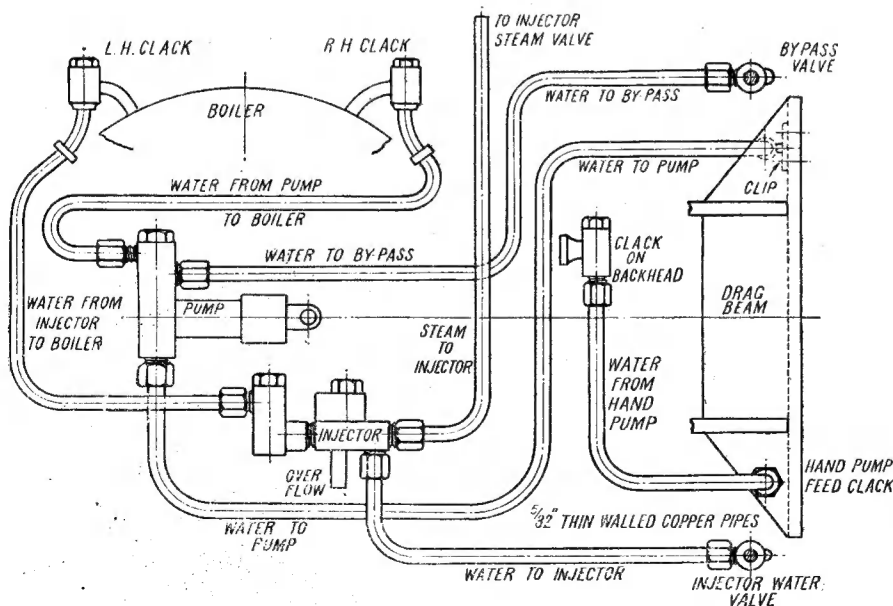 L.H. CLACK
R H CLACK
TO INJECTOR
STEAM VALVE
BYPASS
VALVE
BOILER
WATER TO BY-PASS
WATER TO PUMP
CLIP
WATER FROM PUMP
TO BOILER
WATER TO BY-PASS
CLACK
ON
BACKHEAD
WATER FROM
INJECTOR
TO BOILER
PUMP
DRAG
BEAM
STEAM
TO
INJECTOR
WATER
FROM
HAND
PUMP
INJECTOR
OVER
FLOW
HAND PUMP
FEED CLACK
WATER TO
PUMP
5/32" THIN WALLED COPPER PIPES
WATER TO INJECTOR
INJECTOR WATER
VALVE